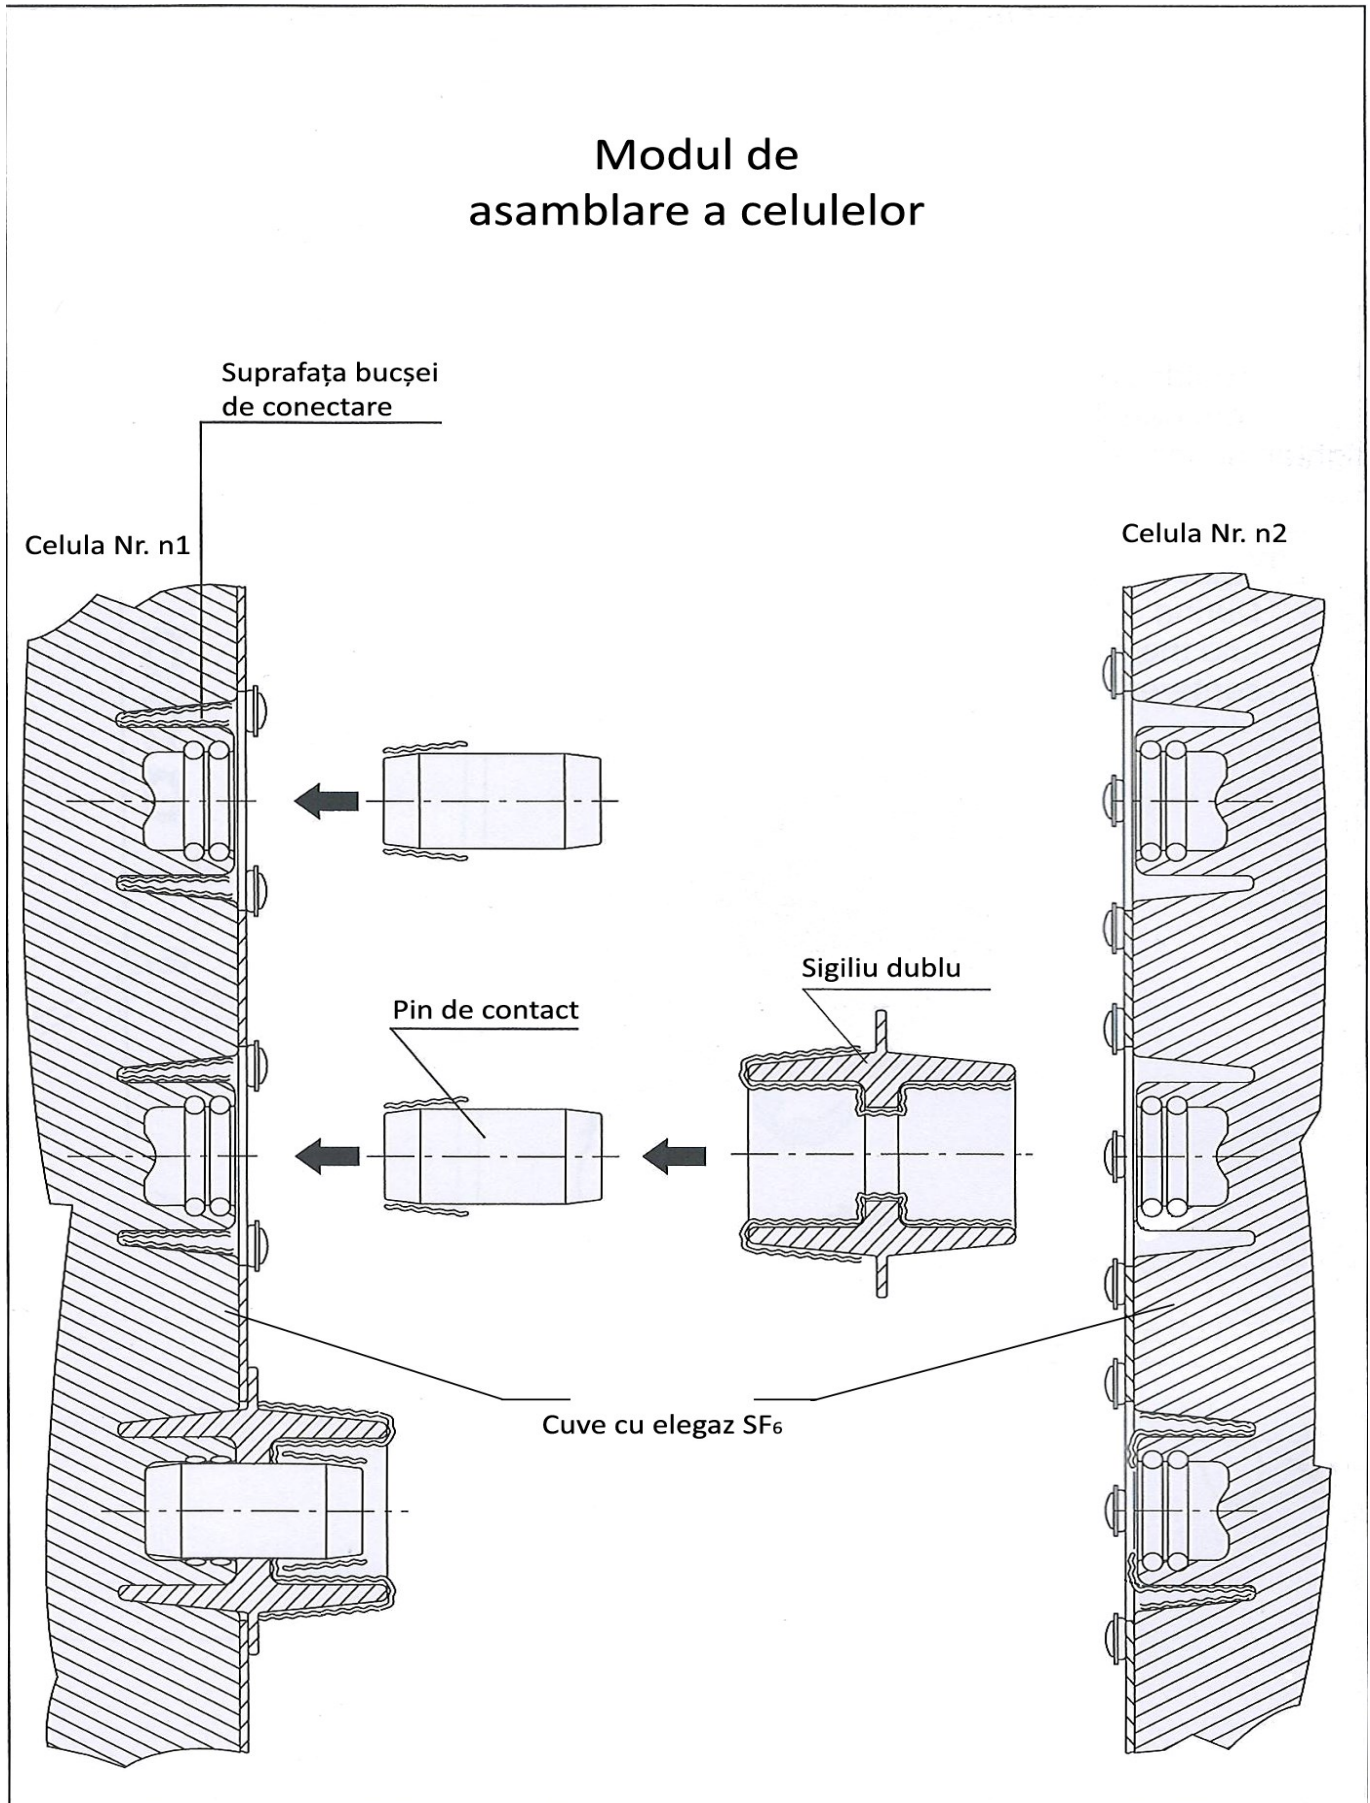 Modul de
asamblare a celulelor
Suprafața bucșei
de conectare
Celula Nr. n1
Celula Nr. n2
Sigiliu dublu
Pin de contact
Cuve cu elegaz SF₆